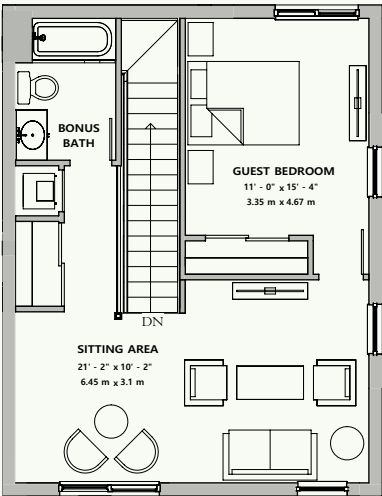 BONUS
BATH
GUEST BEDROOM
11' - 0" x 15' - 4"
3.35 m x 4.67 m
DN
SITTING AREA
21' - 2" x 10' - 2"
6.45 m x 3.1 m